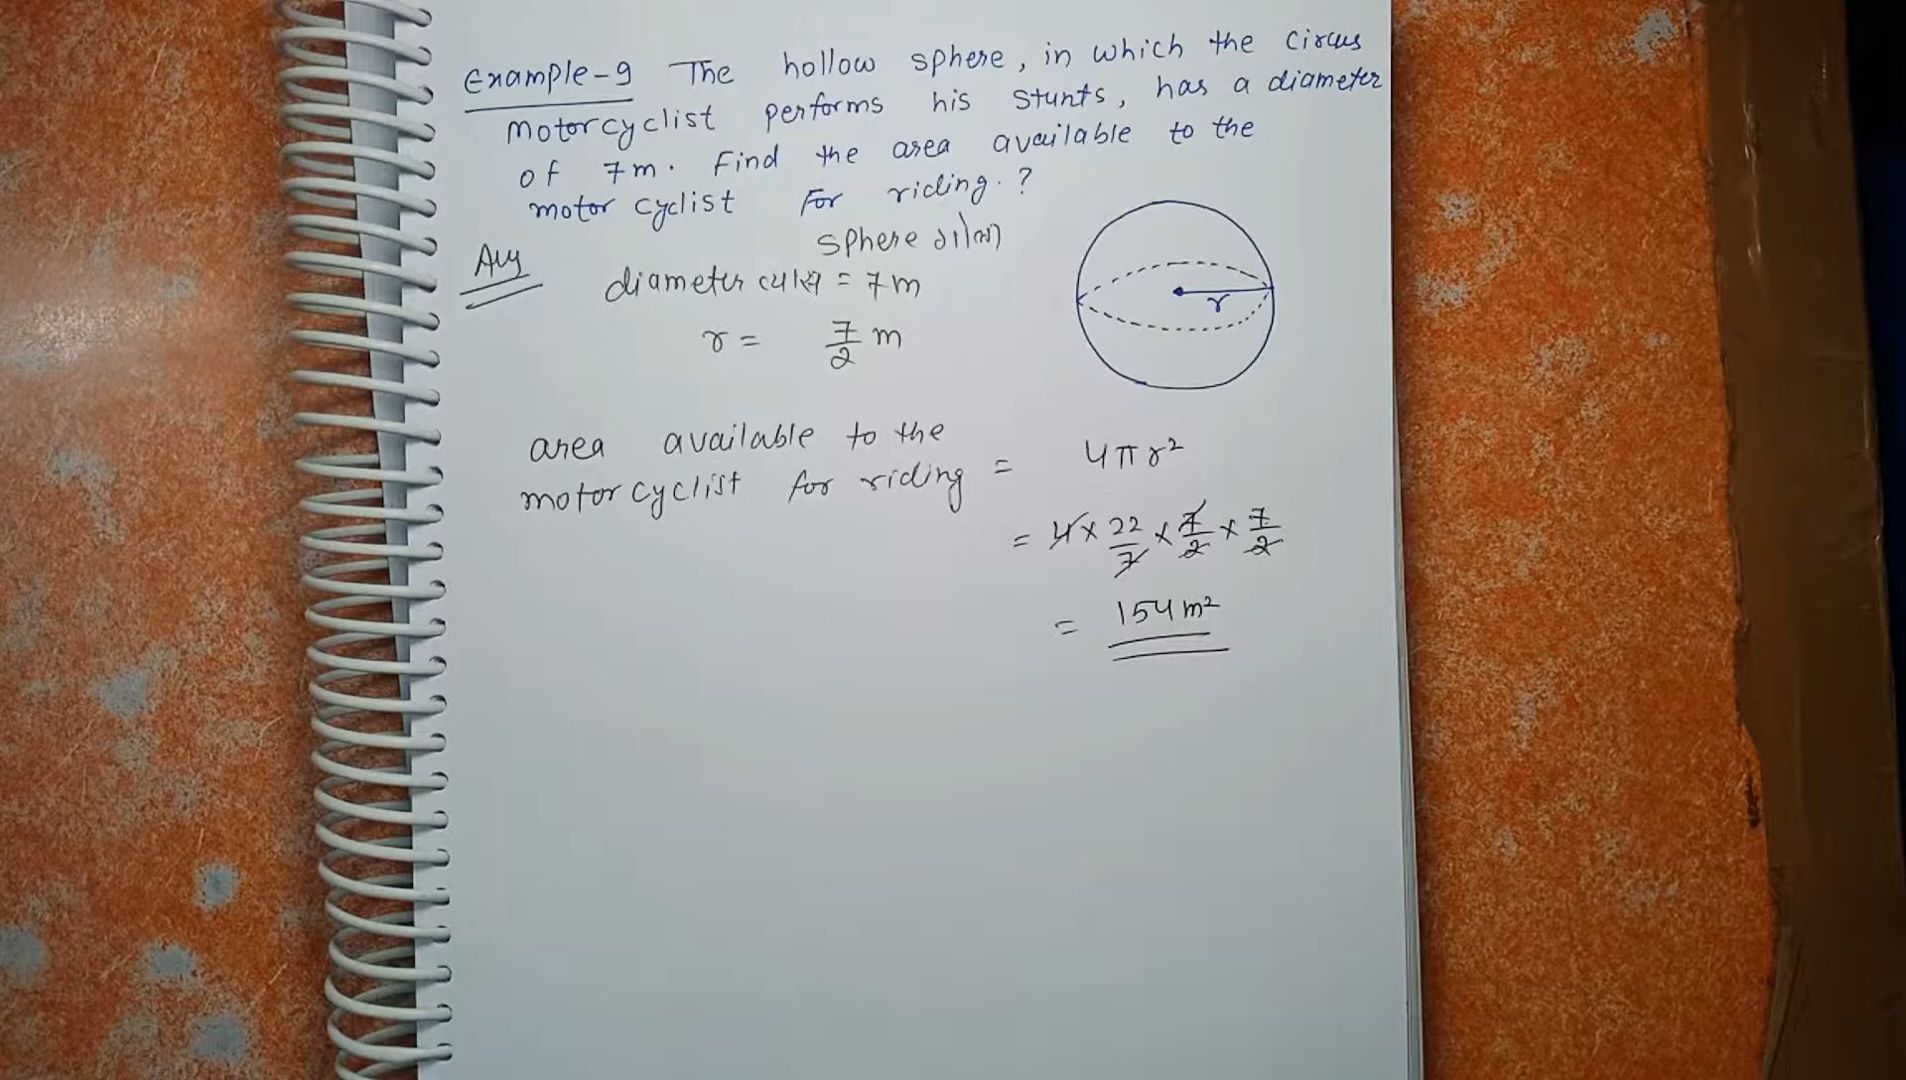 Example-9 The hollow sphere, in which the circus
motorcyclist performs his stunts, has a diameter
of 7m. Find the area available to the
motor cyclist for riding.?
Ans
sphere गोला
diameter व्यास = 7m
r = 7/2 m
r
area available to the
motor cyclist for riding = 4πr²
= 4 × 22/7 × 7/2 × 7/2
= 154 m²